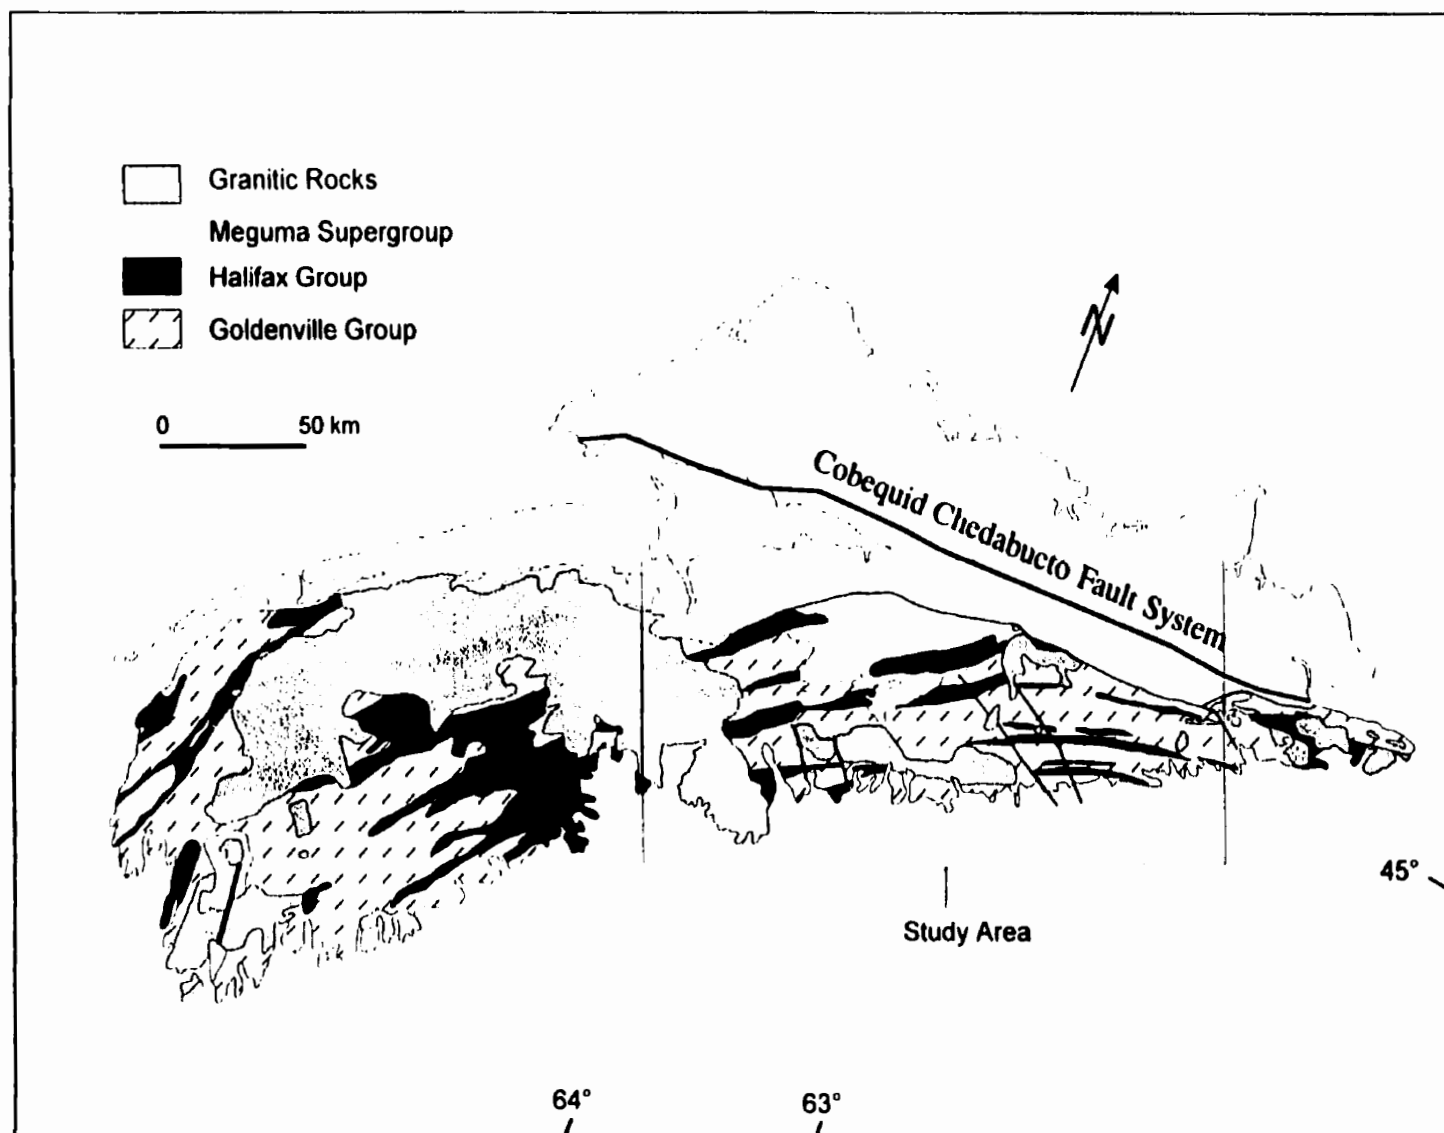 Granitic Rocks
Meguma Supergroup
Halifax Group
Goldenville Group
0 50 km
N
Cobequid Chedabucto Fault System
45°
Study Area
64° 63°